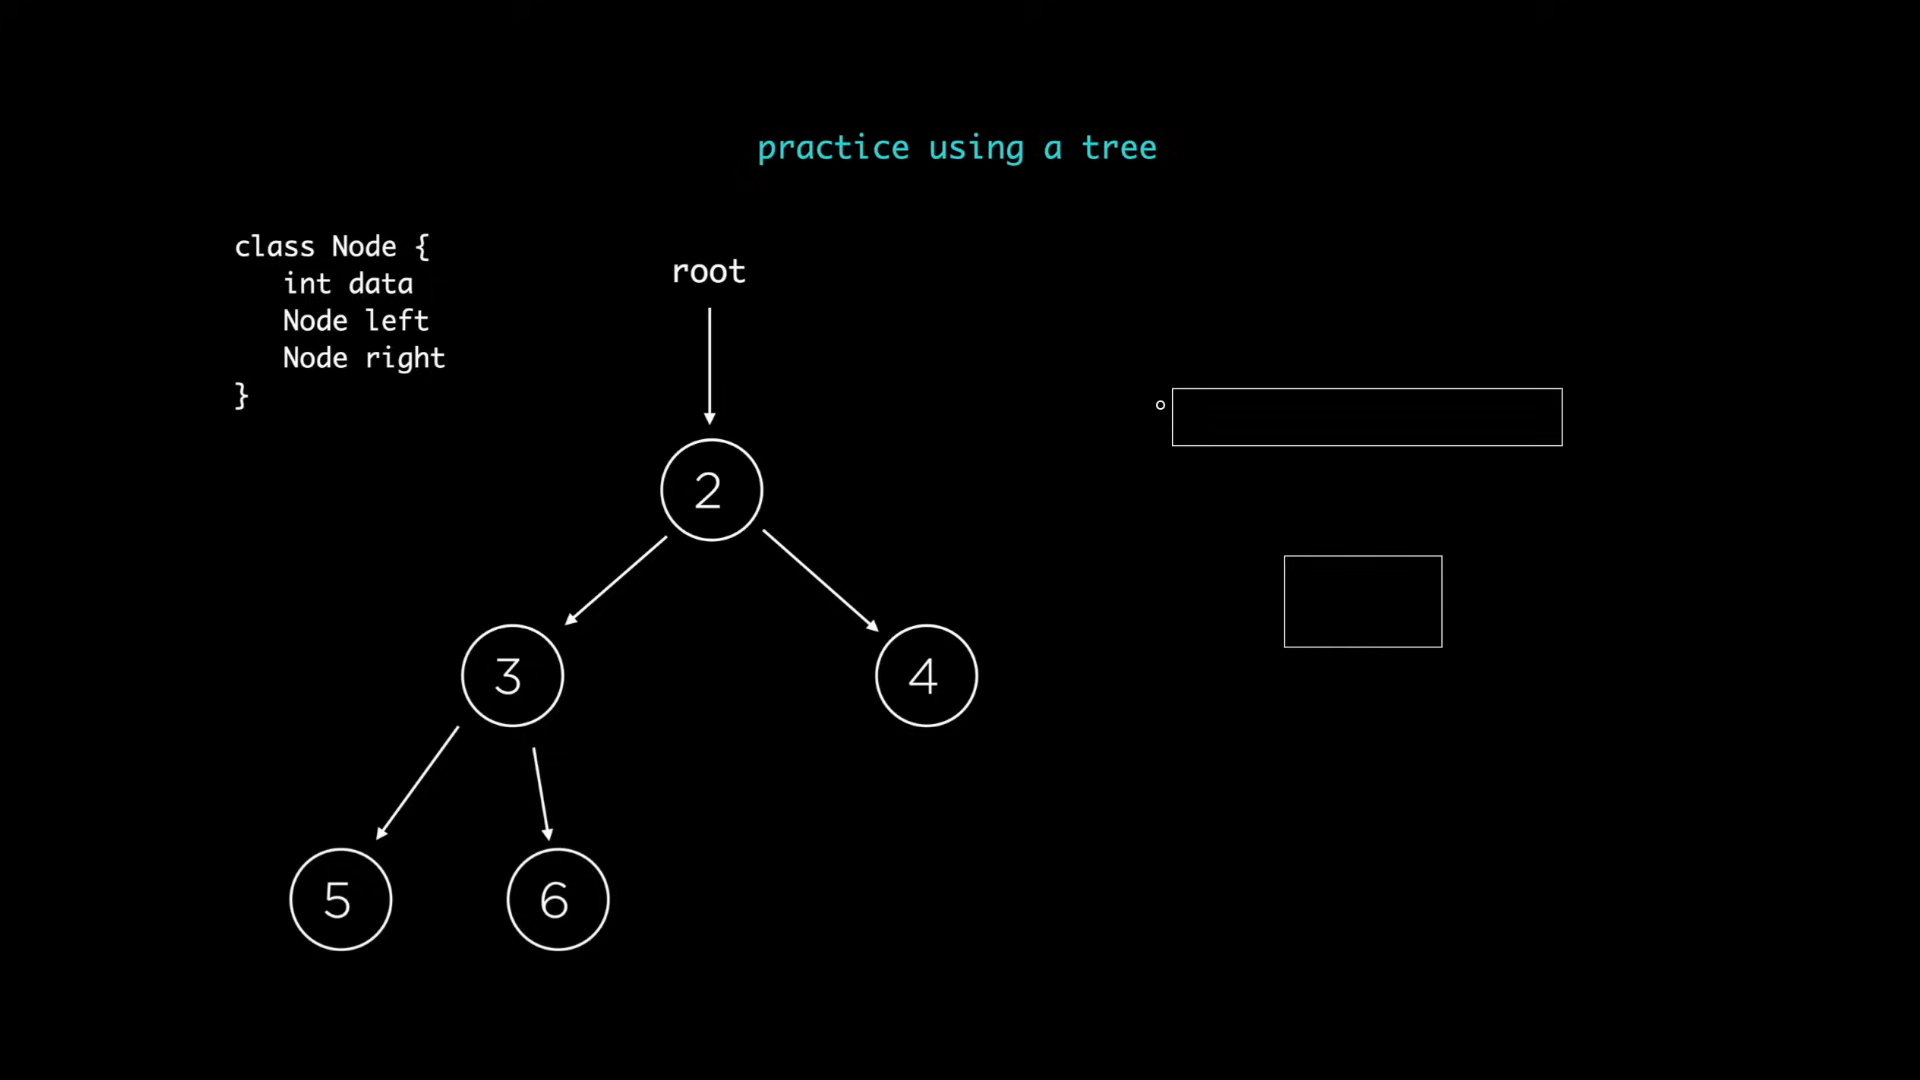 practice using a tree
class Node {
int data
Node left
Node right
}
root
2
3
4
5
6